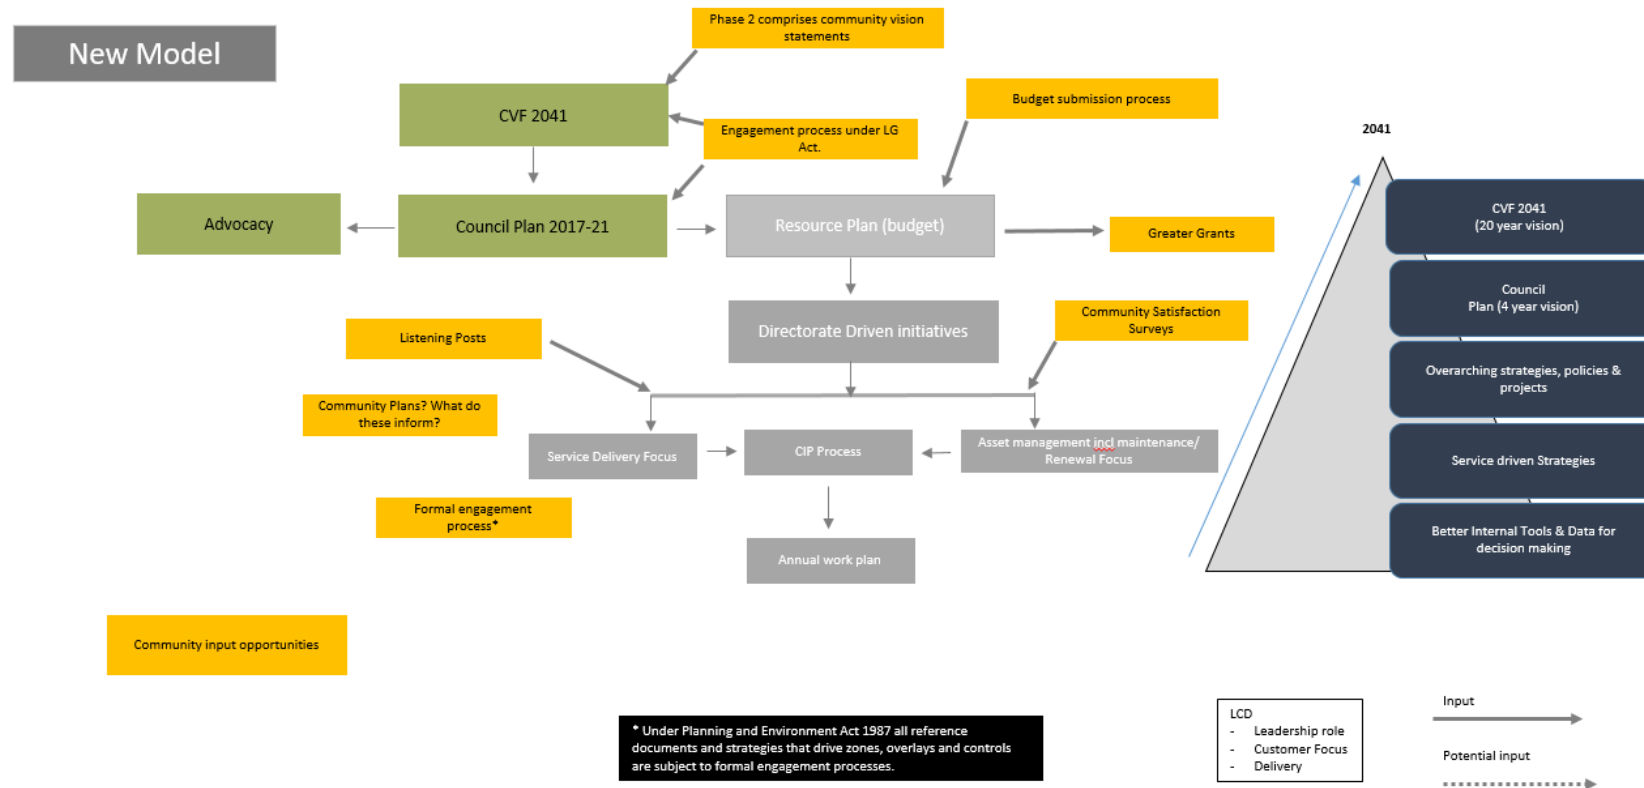 New Model
Phase 2 comprises community vision
statements
CVF 2041
Engagement process under LG
Act.
Budget submission process
Advocacy
Council Plan 2017-21
Resource Plan (budget)
Greater Grants
Directorate Driven initiatives
Community Satisfaction
Surveys
Listening Posts
Community Plans? What do
these inform?
Service Delivery Focus
CIP Process
Asset management incl maintenance/
Renewal Focus
Formal engagement
process*
Annual work plan
Community input opportunities
* Under Planning and Environment Act 1987 all reference
documents and strategies that drive zones, overlays and controls
are subject to formal engagement processes.
2041
CVF 2041
(20 year vision)
Council
Plan (4 year vision)
Overarching strategies, policies &
projects
Service driven Strategies
Better Internal Tools & Data for
decision making
LCD
- Leadership role
- Customer Focus
- Delivery
Input
Potential input